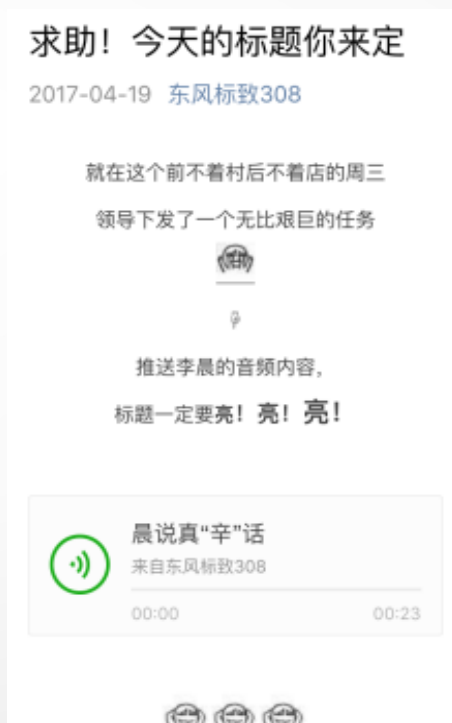 求助！今天的标题你来定
2017-04-19 东风标致308
就在这个前不着村后不着店的周三
领导下发了一个无比艰巨的任务
推送李晨的音频内容，
标题一定要亮！亮！亮！
晨说真“辛”话
来自东风标致308
00:00 00:23